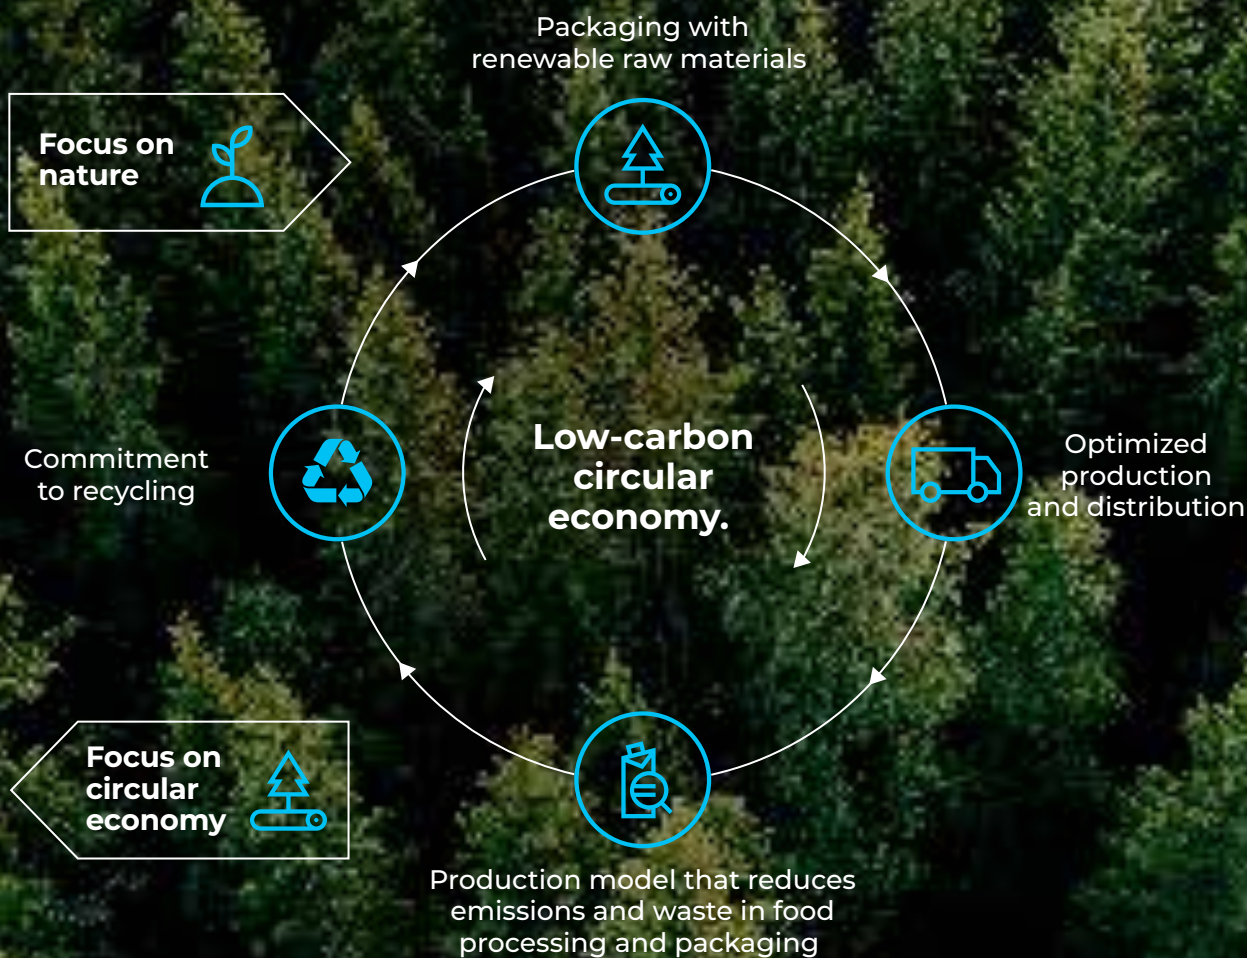 Packaging with
renewable raw materials
Focus on
nature
Commitment
to recycling
Low-carbon
circular
economy.
Optimized
production
and distribution
Focus on
circular
economy
Production model that reduces
emissions and waste in food
processing and packaging